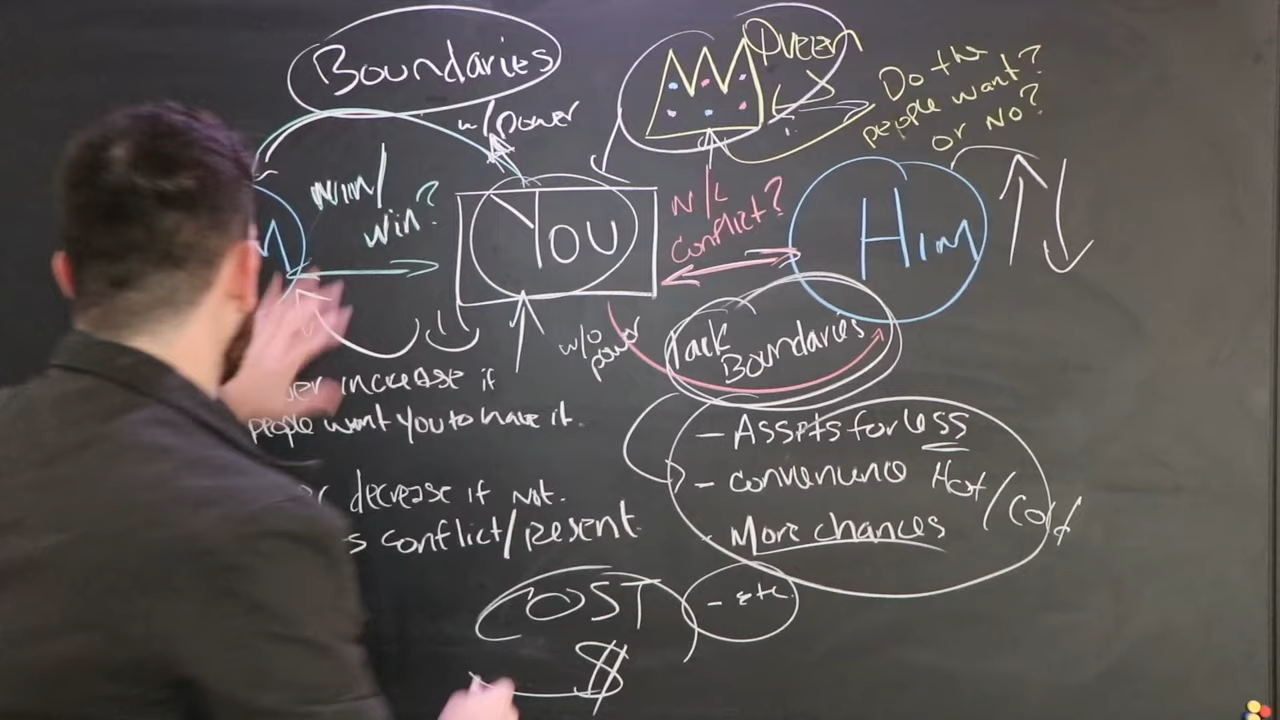 Boundaries
Queen
w/power
Do the
people want?
or No?
Win/
win?
You
w/c
conflict?
Him
w/o
power
lack
Boundaries
increase if
people want you to have it.
decrease if not.
conflict/resent
- Assets for less
- convenience Hot/Cold
- More chances
COST
- etc.
$